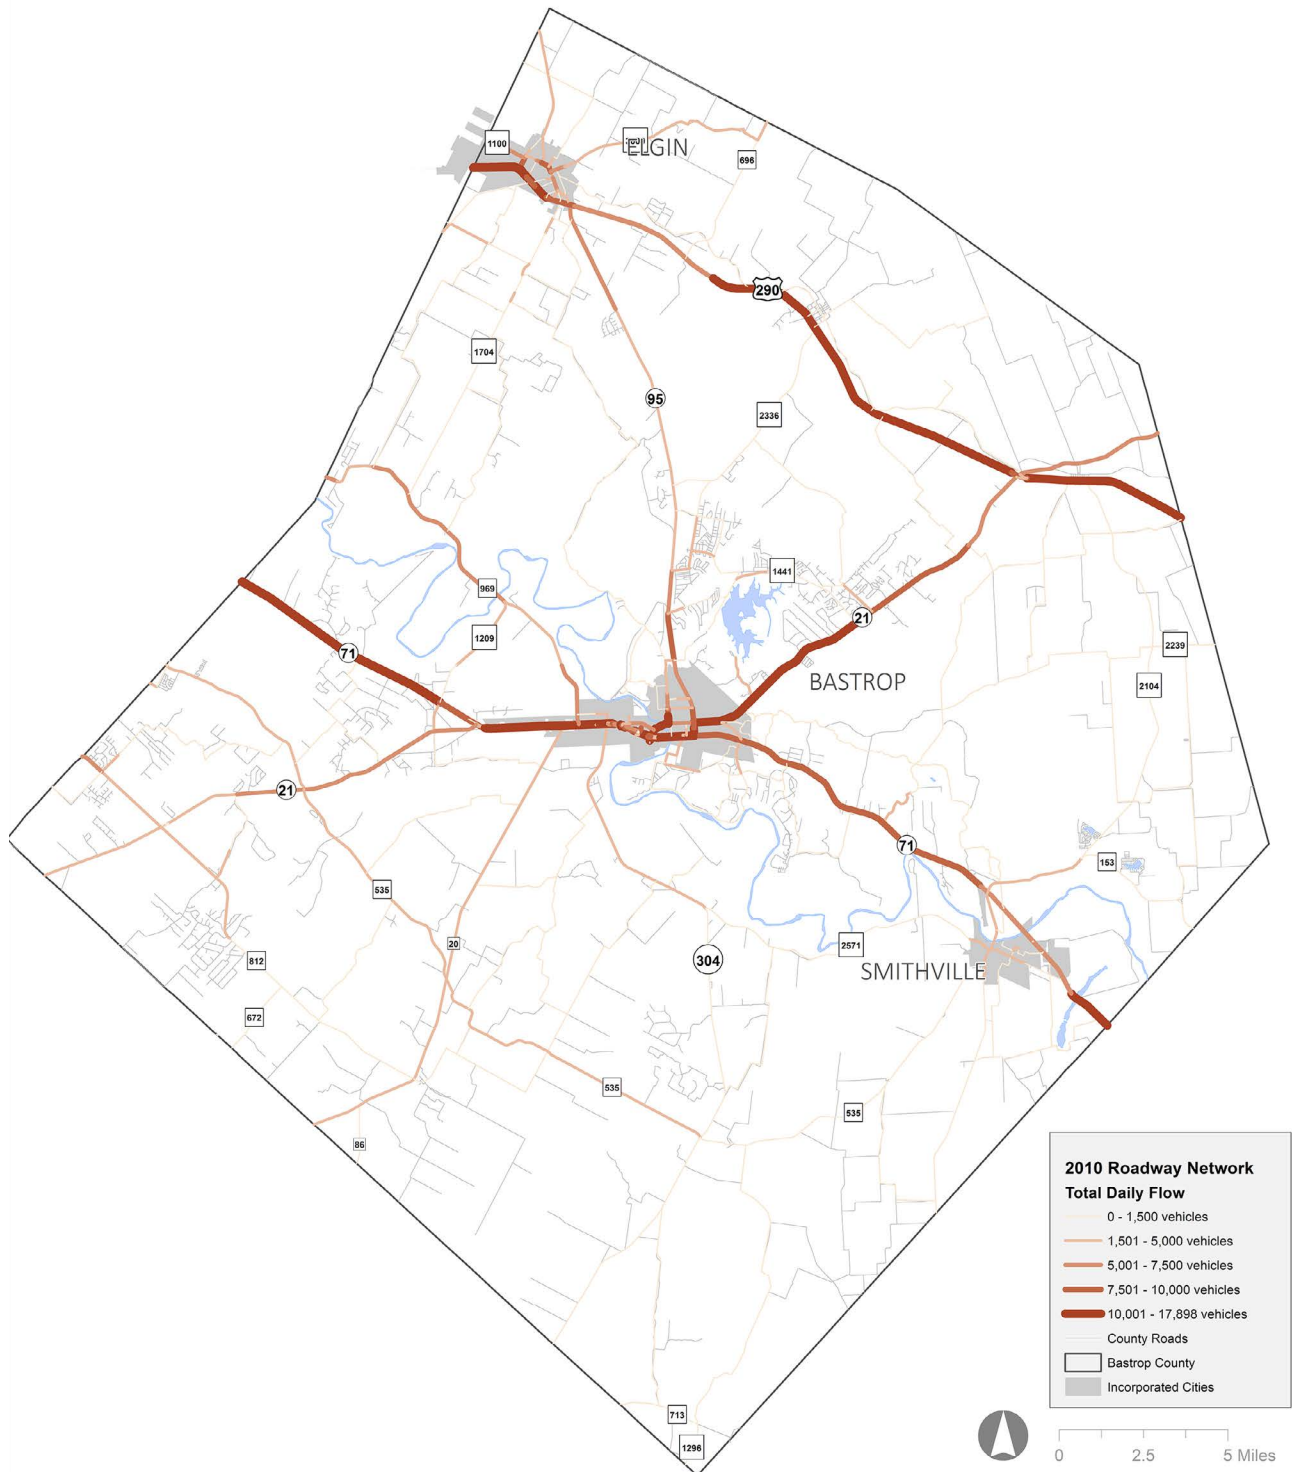 1100
ELGIN
696
290
1704
95
2336
1441
969
21
1209
2239
71
BASTROP
2104
21
71
153
535
20
2571
304
812
SMITHVILLE
672
535
535
86
713
1296
2010 Roadway Network
Total Daily Flow
0 - 1,500 vehicles
1,501 - 5,000 vehicles
5,001 - 7,500 vehicles
7,501 - 10,000 vehicles
10,001 - 17,898 vehicles
County Roads
Bastrop County
Incorporated Cities
0 2.5 5 Miles